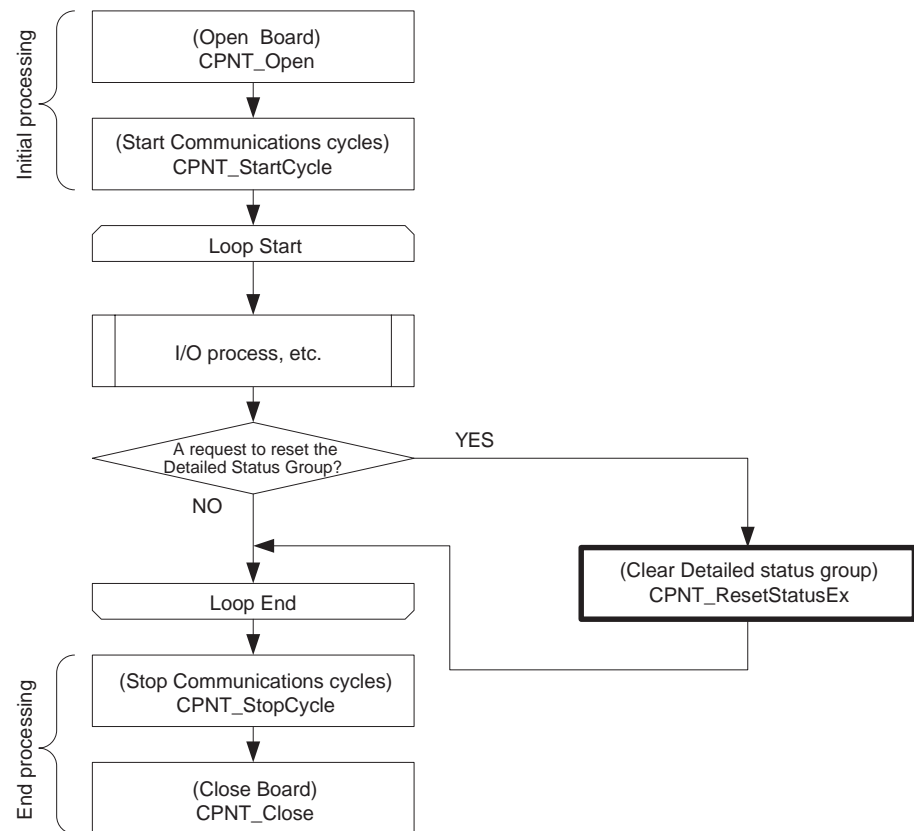 Initial processing
(Open Board)
CPNT_Open
(Start Communications cycles)
CPNT_StartCycle
Loop Start
I/O process, etc.
A request to reset the
Detailed Status Group?
YES
NO
(Clear Detailed status group)
CPNT_ResetStatusEx
Loop End
End processing
(Stop Communications cycles)
CPNT_StopCycle
(Close Board)
CPNT_Close